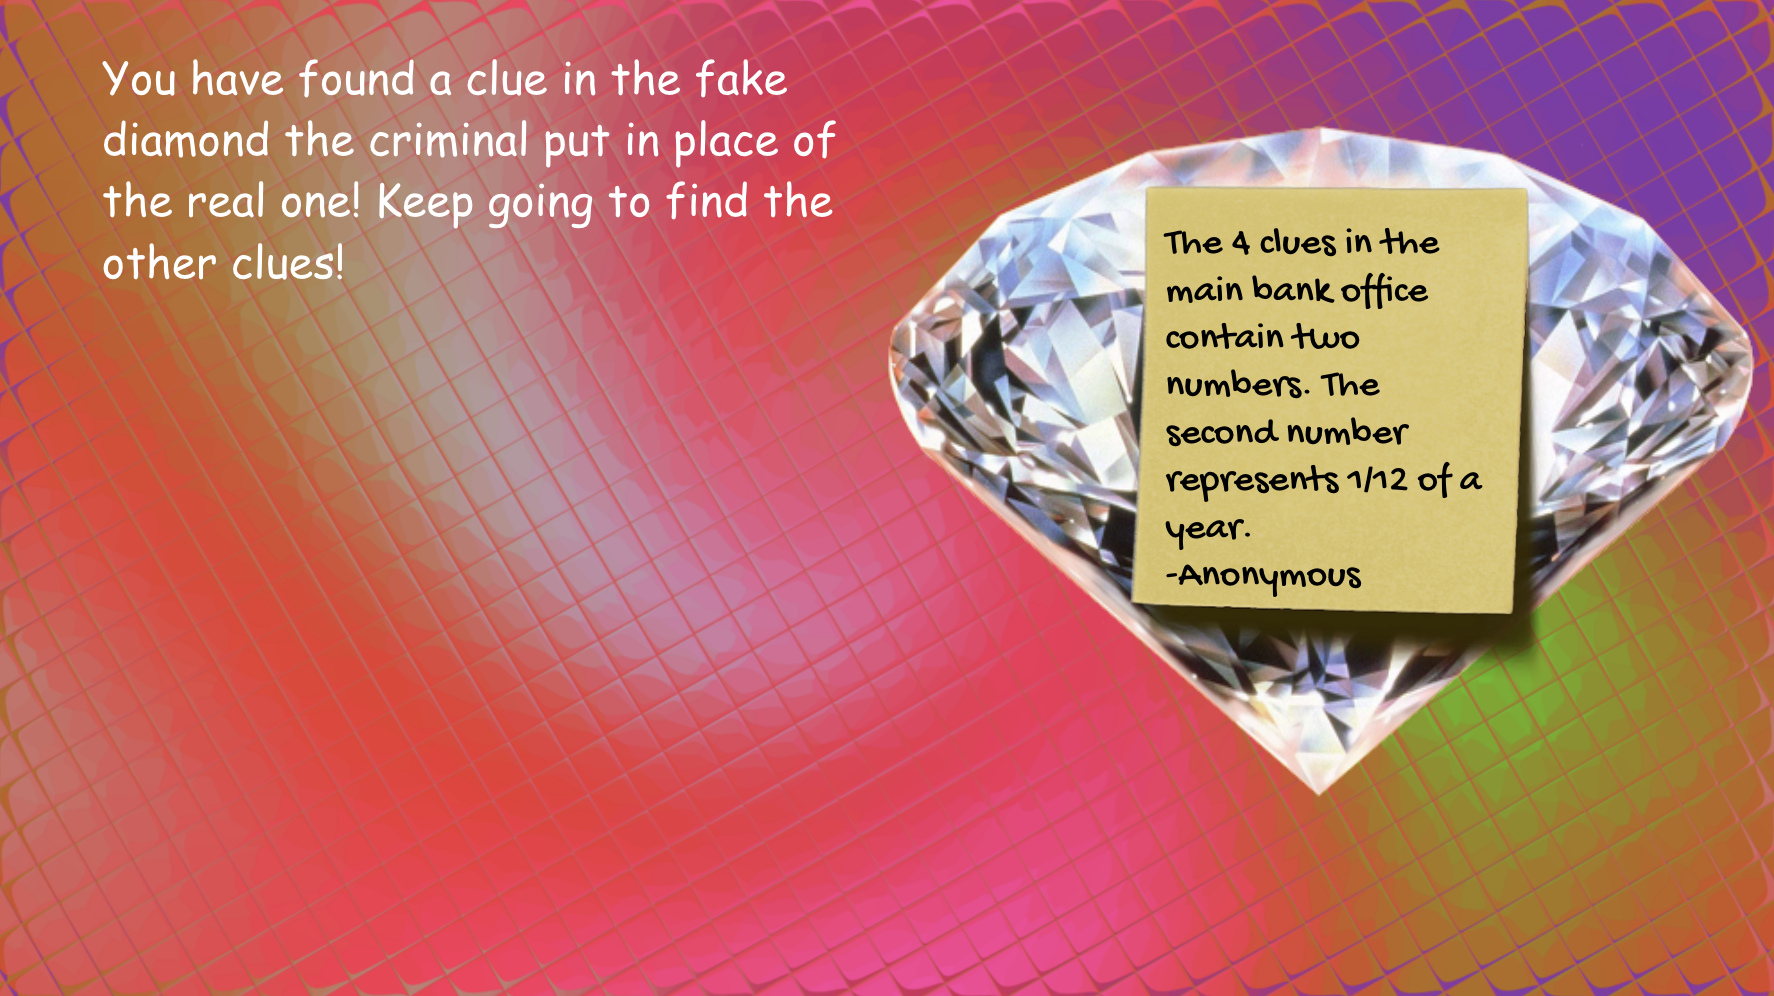 You have found a clue in the fake
diamond the criminal put in place of
the real one! Keep going to find the
other clues!
The 4 clues in the
main bank office
contain two
numbers. The
second number
represents 1/12 of a
year.
-Anonymous